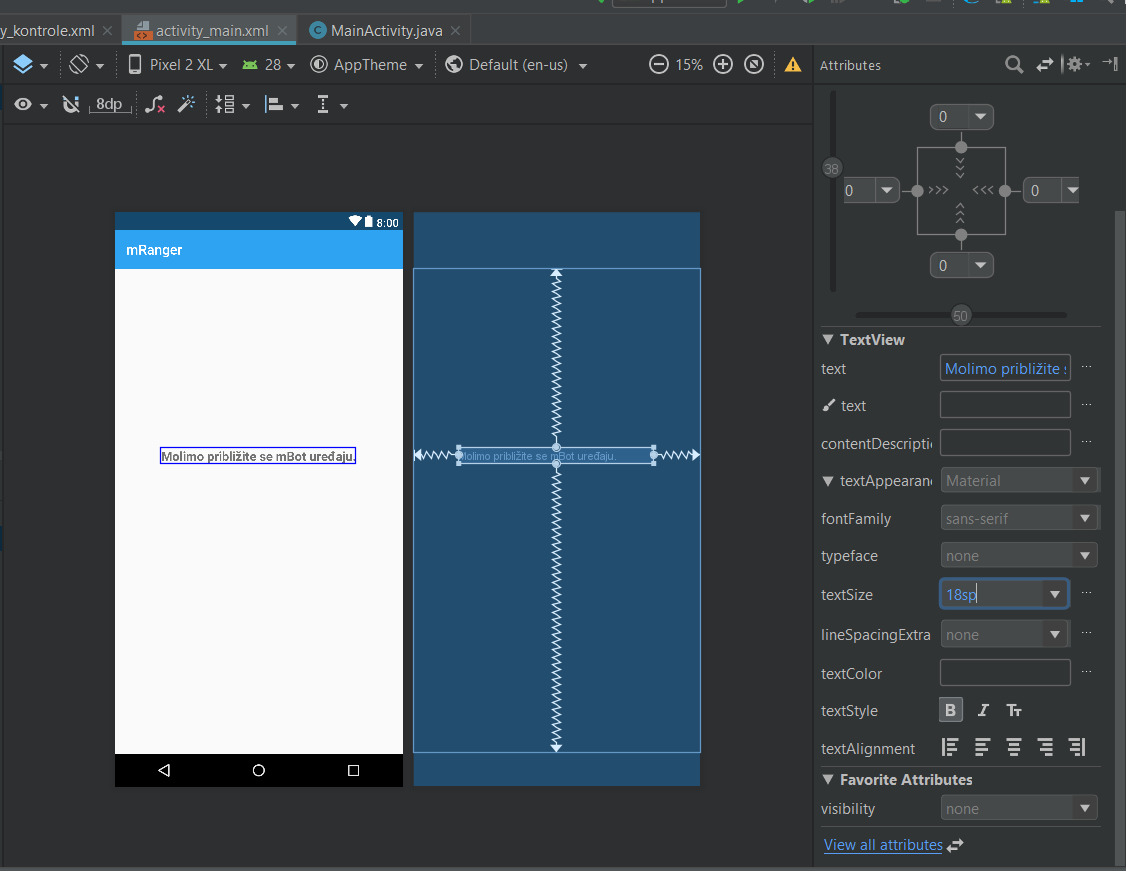 y_kontrole.xml
activity_main.xml
MainActivity.java
Pixel 2 XL
28
AppTheme
Default (en-us)
15%
Attributes
8dp
0
38
0
0
0
50
8:00
mRanger
Molimo približite se mBot uređaju.
Molimo približite se mBot uređaju.
TextView
text
Molimo približite
text
contentDescripti
textAppearan
Material
fontFamily
sans-serif
typeface
none
textSize
18sp
lineSpacingExtra
none
textColor
textStyle
B I Tт
textAlignment
Favorite Attributes
visibility
none
View all attributes